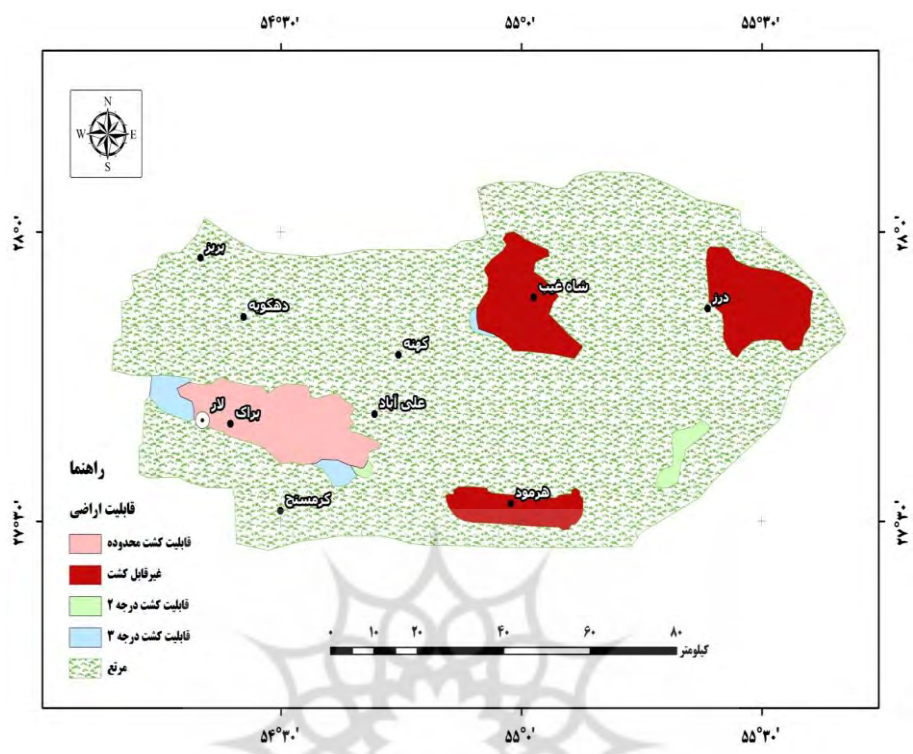 ۵۴°۳۰' ۵۵°۰' ۵۵°۳۰'
N
W E
S
۲۸°۰' ۲۸°۰'
بریز
شاه غیب
درز
دهکویه
کهنه
علی آباد
لار
براک
هرمود
کرمستج
۲۷°۳۰' ۲۷°۳۰'
راهنما
قابلیت اراضی
قابلیت کشت محدوده
غیرقابل کشت
قابلیت کشت درجه ۲
قابلیت کشت درجه ۳
مرتع
۰ ۱۰ ۲۰ ۴۰ ۶۰ ۸۰
کیلومتر
۵۴°۳۰' ۵۵°۰' ۵۵°۳۰'